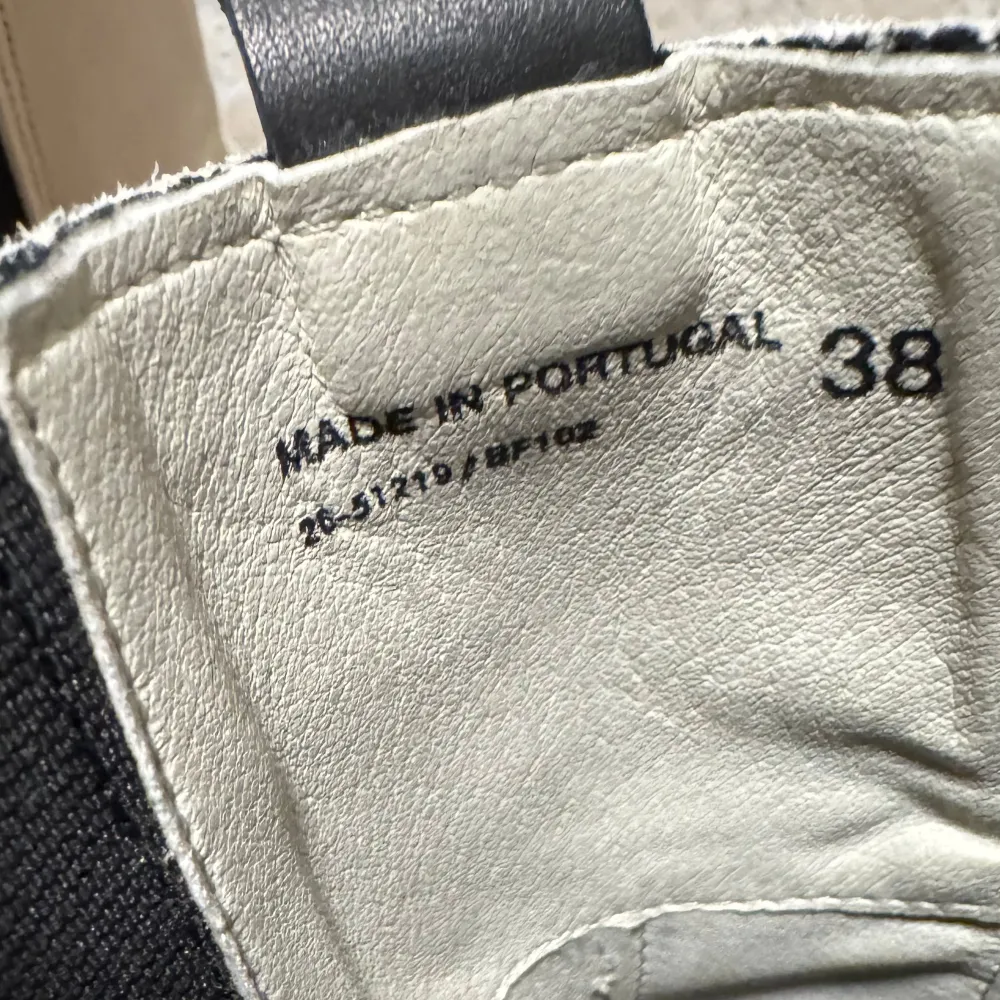 MADE IN PORTUGAL 38
26-51219 / BF102